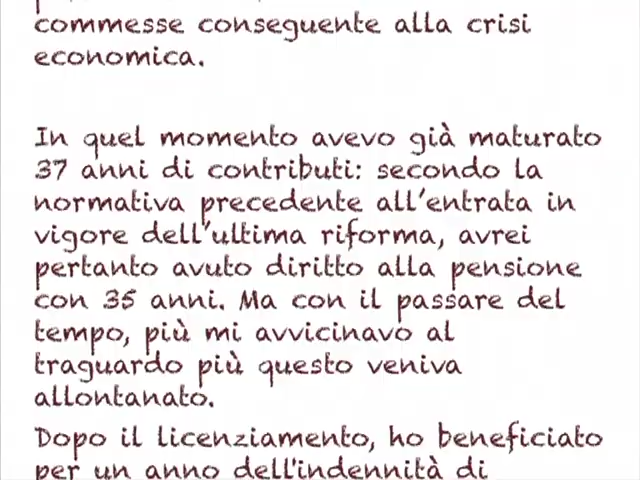 commesse conseguente alla crisi
economica.
In quel momento avevo già maturato
37 anni di contributi: secondo la
normativa precedente all’entrata in
vigore dell’ultima riforma, avrei
pertanto avuto diritto alla pensione
con 35 anni. Ma con il passare del
tempo, più mi avvicinavo al
traguardo più questo veniva
allontanato.
Dopo il licenziamento, ho beneficiato
per un anno dell'indennità di